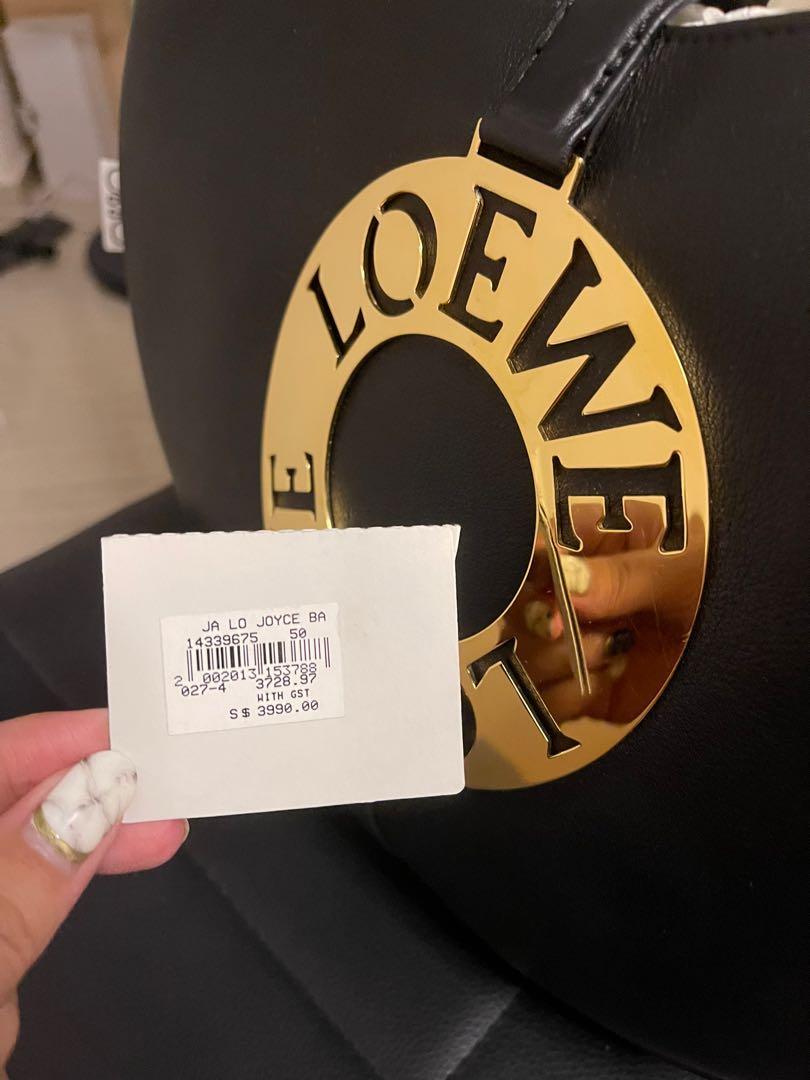 LOEWE
L
E
JA LO JOYCE BA
14339675 50
2 002013 153788
027-4 3728.97
WITH GST
S$ 3990.00